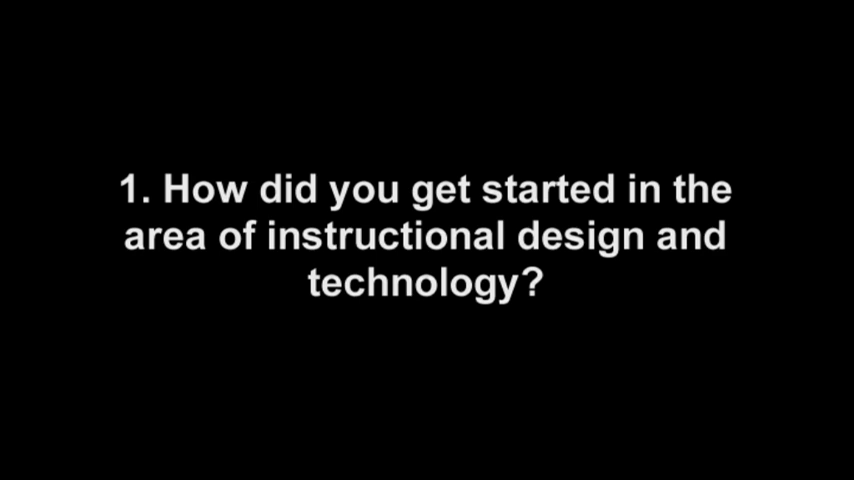 1. How did you get started in the
area of instructional design and
technology?